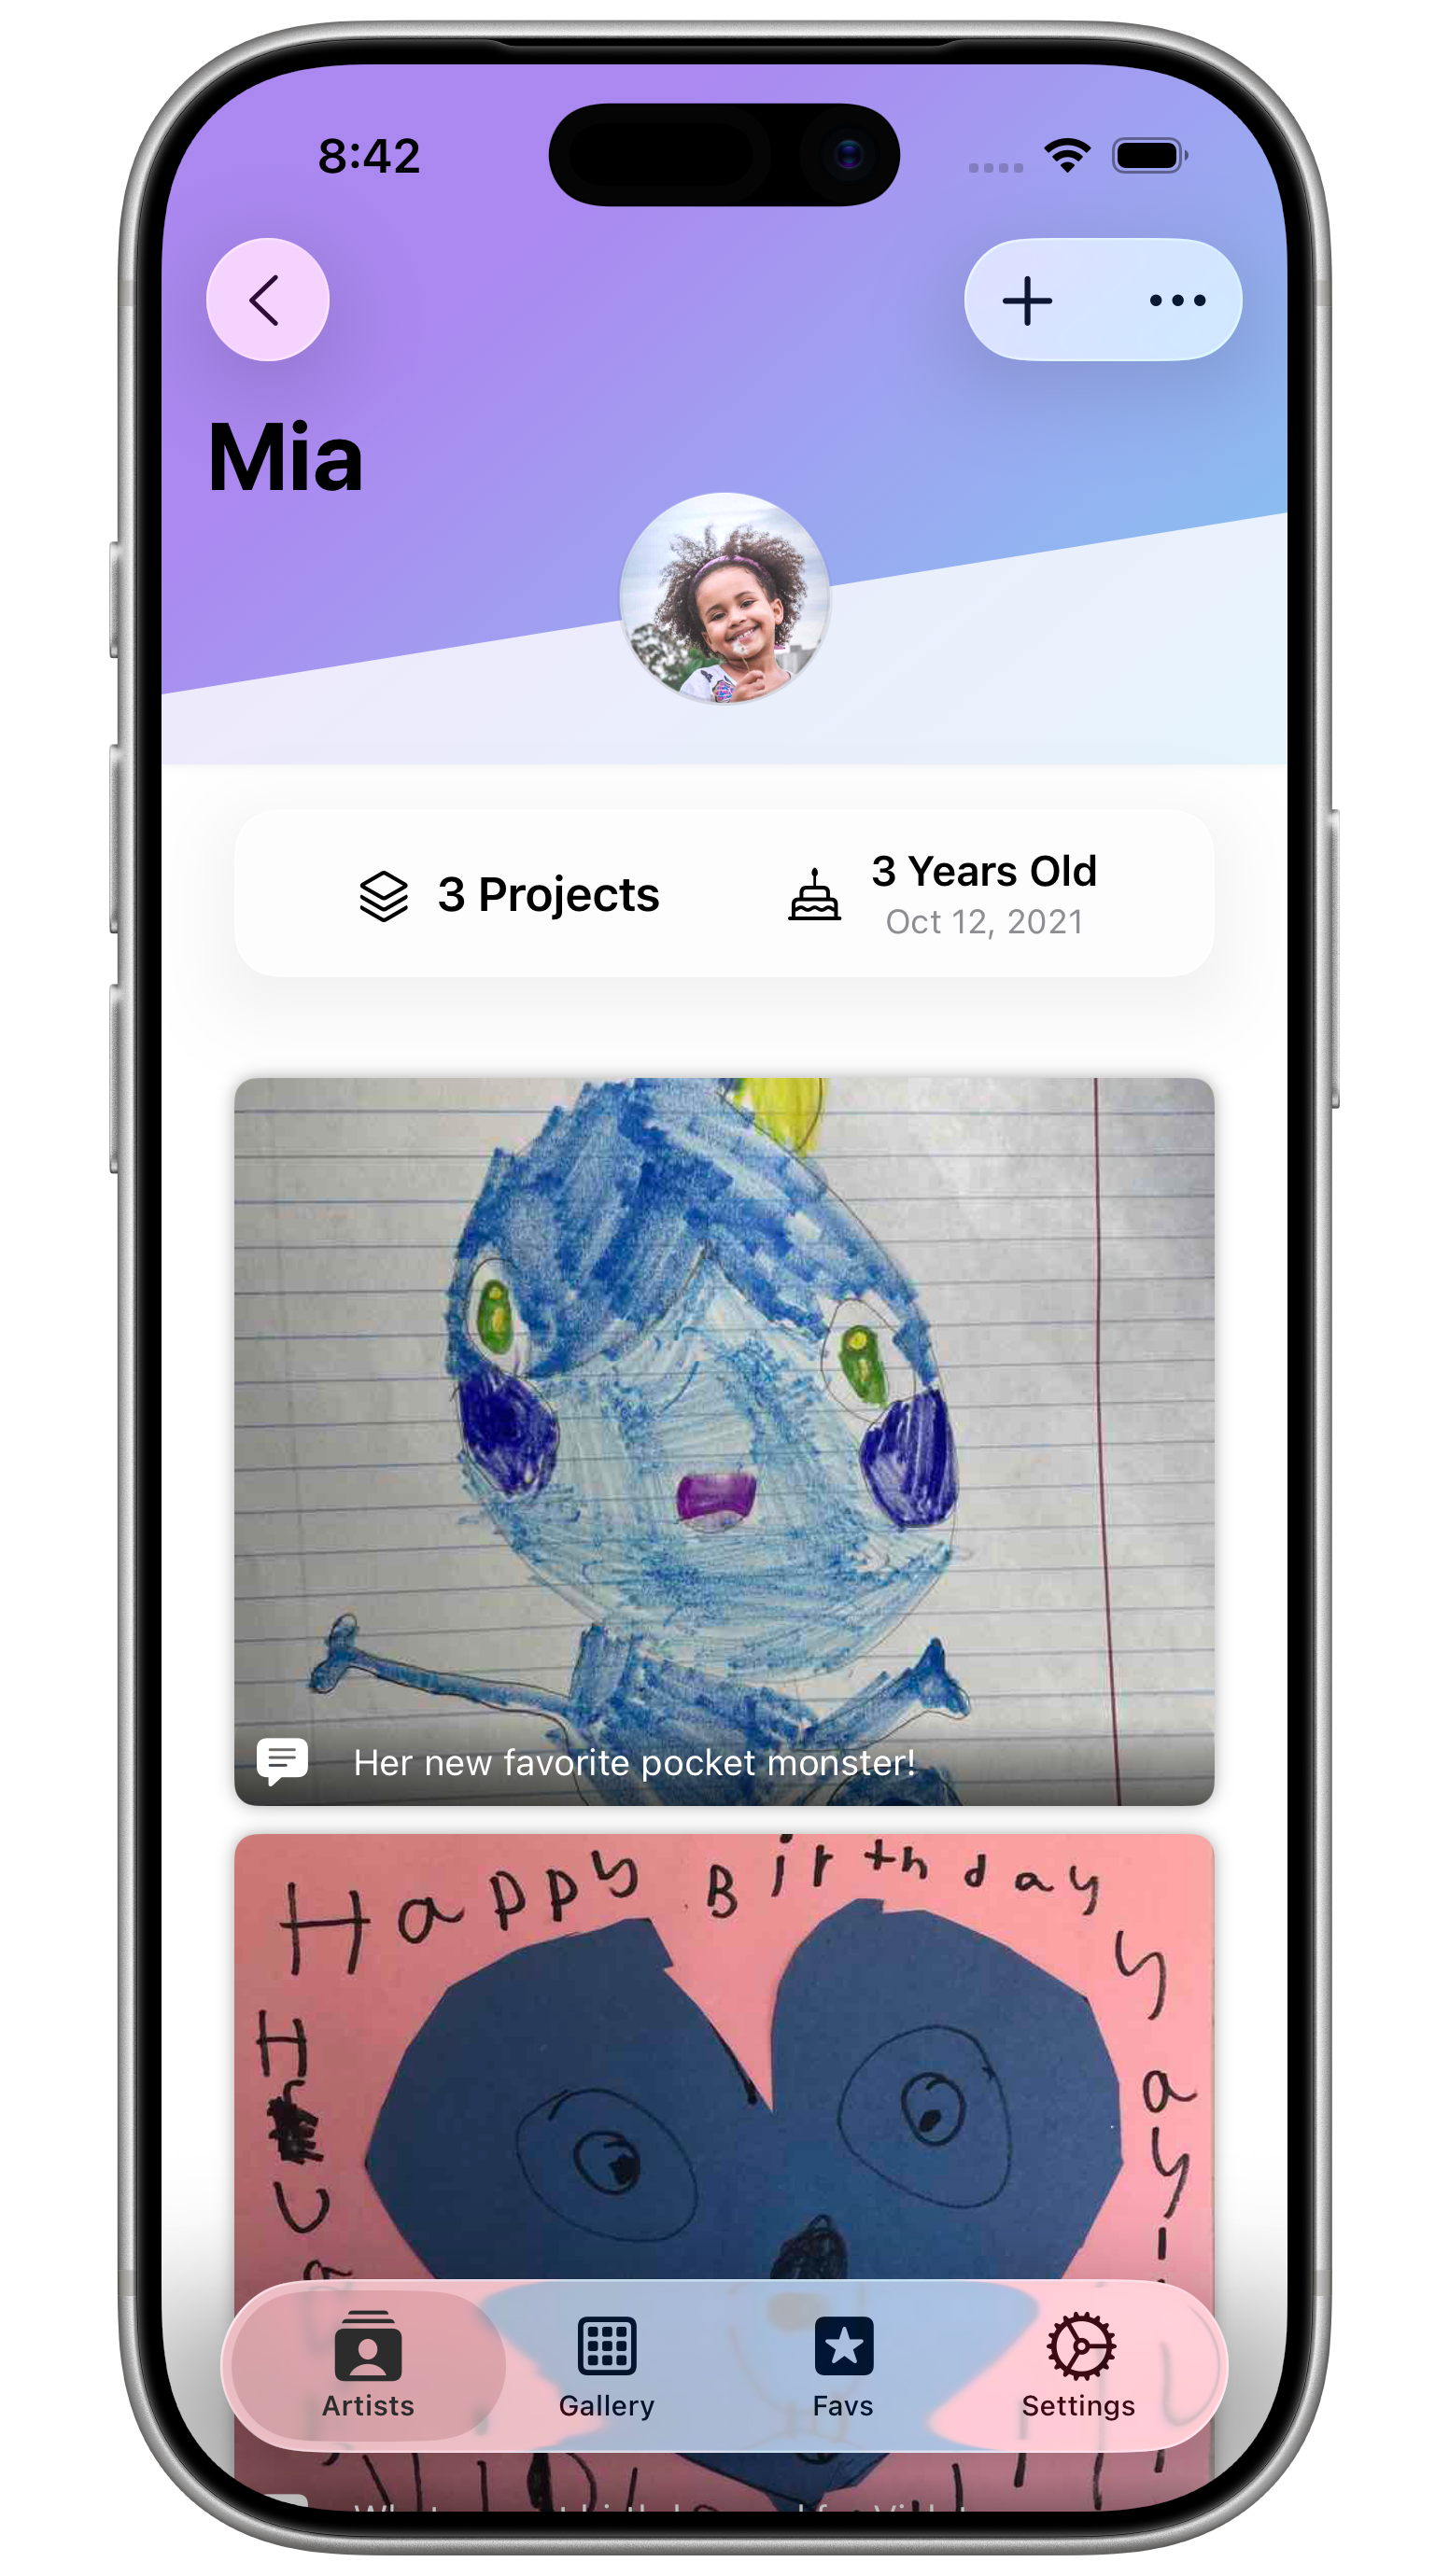 8:42
Mia
3 Projects
3 Years Old
Oct 12, 2021
Her new favorite pocket monster!
Happy Birthday
Artists
Gallery
Favs
Settings